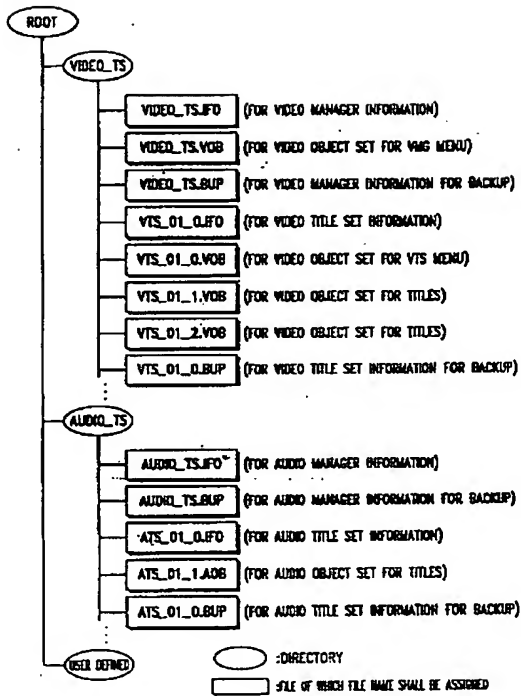 ROOT
VIDEO_TS
VIDEO_TS.IFO (FOR VIDEO MANAGER INFORMATION)
VIDEO_TS.VOB (FOR VIDEO OBJECT SET FOR VMG MENU)
VIDEO_TS.BUP (FOR VIDEO MANAGER INFORMATION FOR BACKUP)
VTS_01_0.IFO (FOR VIDEO TITLE SET INFORMATION)
VTS_01_0.VOB (FOR VIDEO OBJECT SET FOR VTS MENU)
VTS_01_1.VOB (FOR VIDEO OBJECT SET FOR TITLES)
VTS_01_2.VOB (FOR VIDEO OBJECT SET FOR TITLES)
VTS_01_0.BUP (FOR VIDEO TITLE SET INFORMATION FOR BACKUP)
AUDIO_TS
AUDIO_TS.IFO (FOR AUDIO MANAGER INFORMATION)
AUDIO_TS.BUP (FOR AUDIO MANAGER INFORMATION FOR BACKUP)
ATS_01_0.IFO (FOR AUDIO TITLE SET INFORMATION)
ATS_01_1.AOB (FOR AUDIO OBJECT SET FOR TITLES)
ATS_01_0.BUP (FOR AUDIO TITLE SET INFORMATION FOR BACKUP)
USER DEFINED
:DIRECTORY
:FILE OF WHICH FILE NAME SHALL BE ASSIGNED